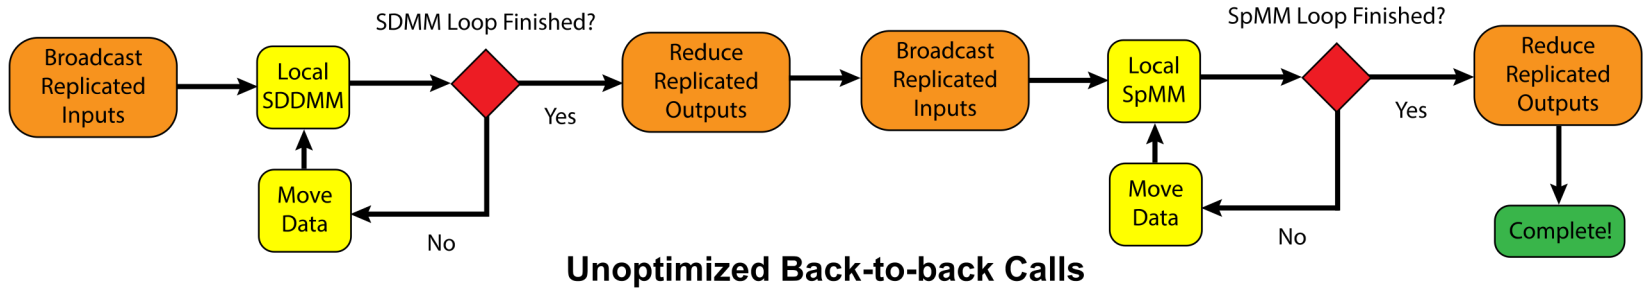 Broadcast
Replicated
Inputs
Local
SDDMM
SDMM Loop Finished?
Yes
No
Move
Data
Reduce
Replicated
Outputs
Broadcast
Replicated
Inputs
Local
SpMM
SpMM Loop Finished?
Yes
No
Move
Data
Reduce
Replicated
Outputs
Complete!
Unoptimized Back-to-back Calls